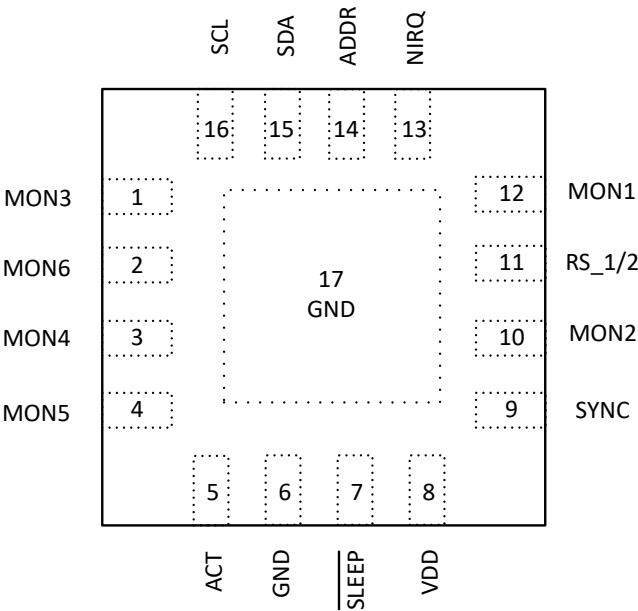 SCL SDA ADDR NIRQ
16 15 14 13
MON3 1 12 MON1
MON6 2 11 RS_1/2
17
GND
MON4 3 10 MON2
MON5 4 9 SYNC
5 6 7 8
ACT GND SLEEP VDD